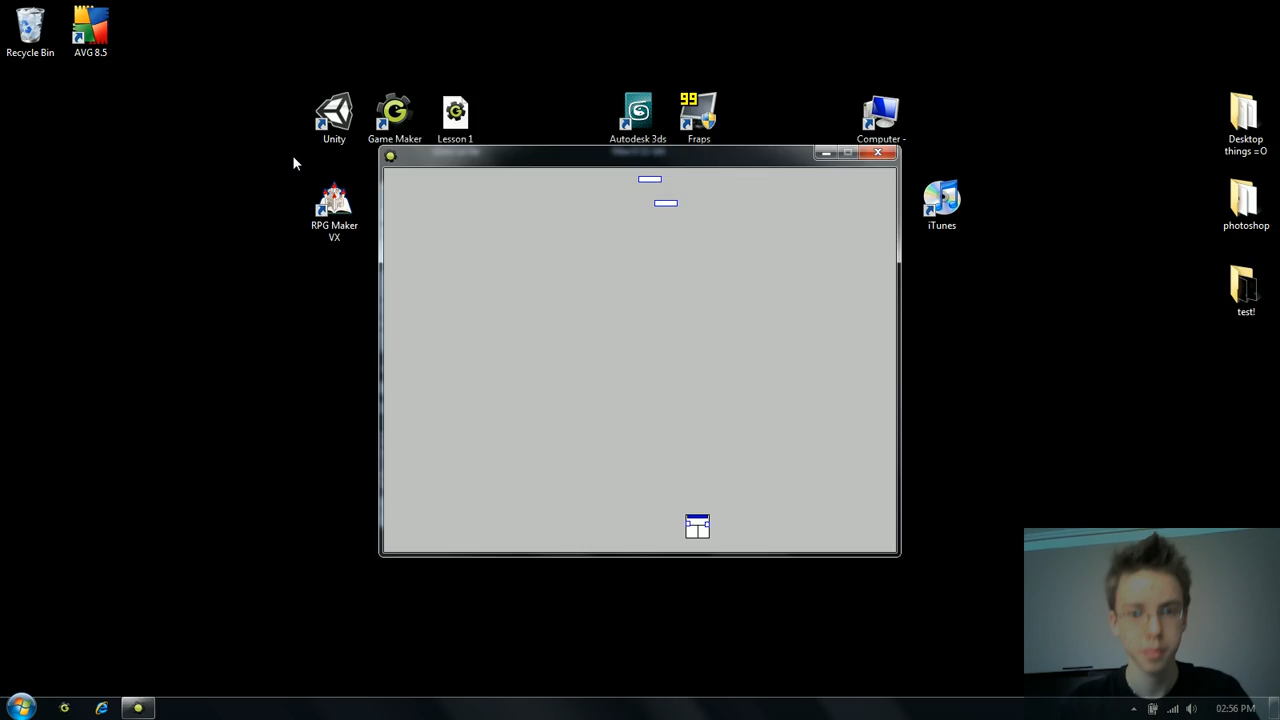 Recycle Bin
AVG 8.5
Unity
Game Maker
Lesson 1
Autodesk 3ds
99
Fraps
Computer -
Desktop
things =O
RPG Maker
VX
iTunes
photoshop
test!
02:56 PM